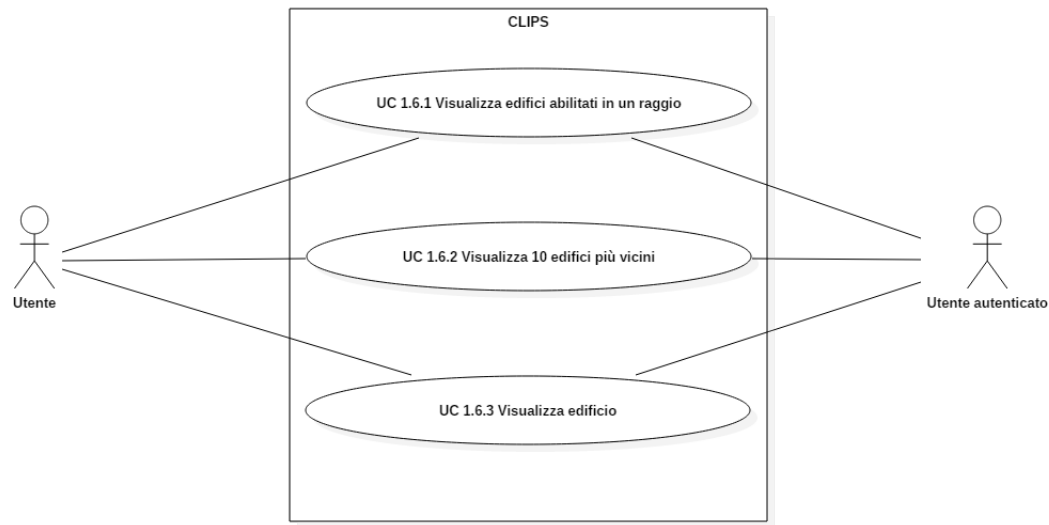 CLIPS
UC 1.6.1 Visualizza edifici abilitati in un raggio
UC 1.6.2 Visualizza 10 edifici più vicini
Utente
Utente autenticato
UC 1.6.3 Visualizza edificio